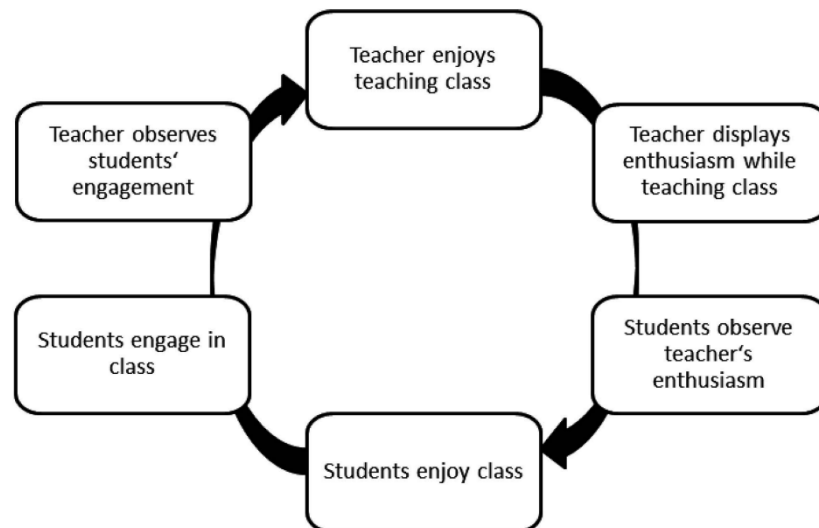 Teacher enjoys
teaching class
Teacher displays
enthusiasm while
teaching class
Students observe
teacher‘s
enthusiasm
Students enjoy class
Students engage in
class
Teacher observes
students‘
engagement